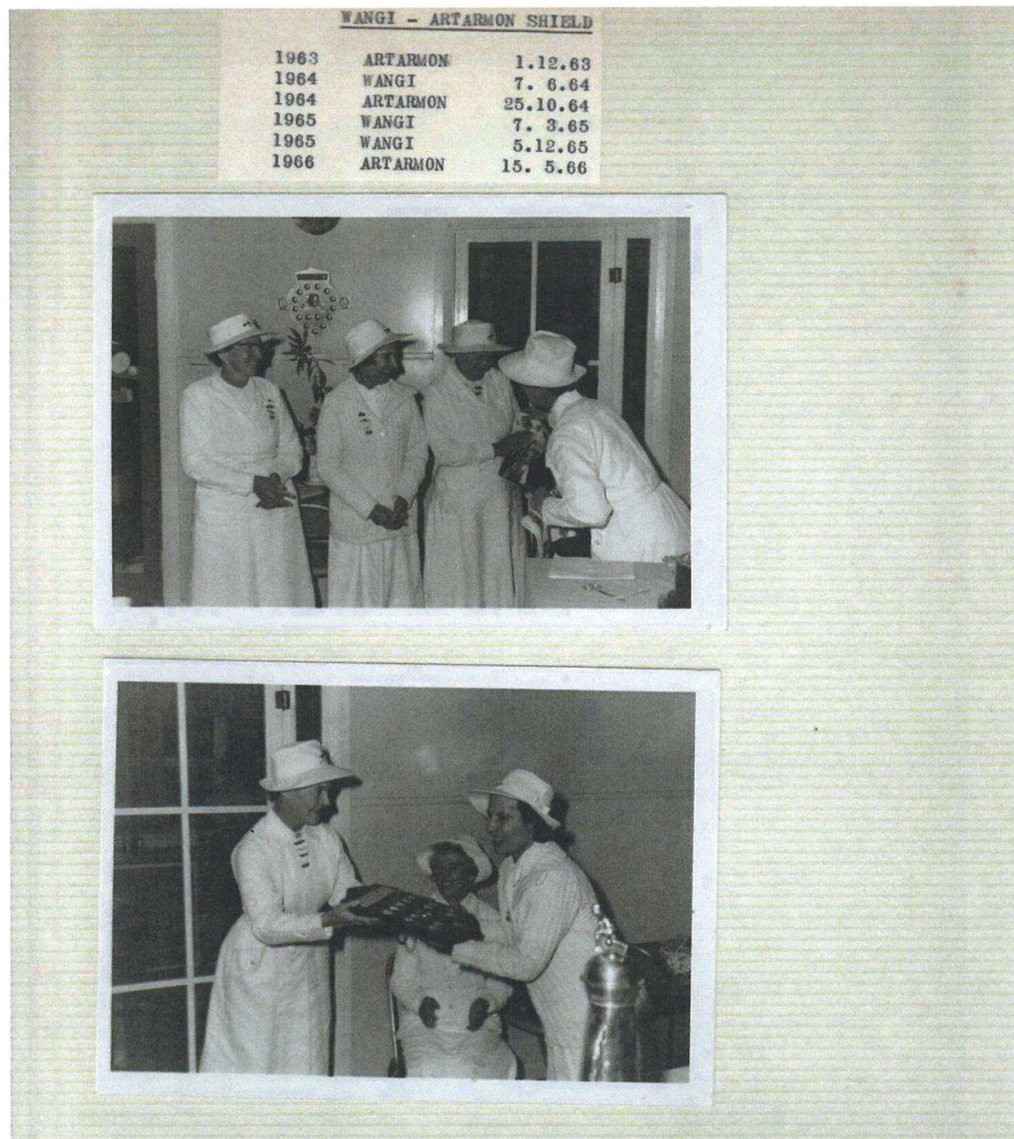 WANGI - ARTARMON SHIELD
1963 ARTARMON 1.12.63
1964 WANGI 7. 6.64
1964 ARTARMON 25.10.64
1965 WANGI 7. 3.65
1965 WANGI 5.12.65
1966 ARTARMON 15. 5.66